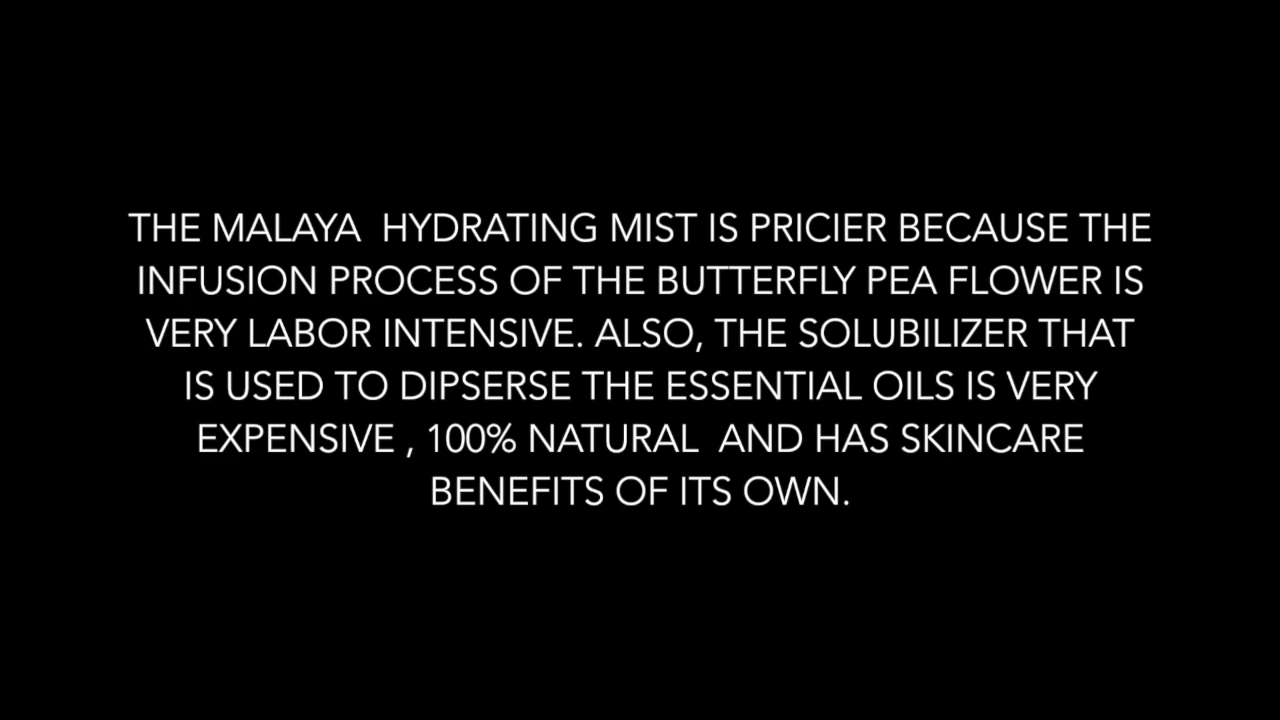 THE MALAYA  HYDRATING MIST IS PRICIER BECAUSE THE
INFUSION PROCESS OF THE BUTTERFLY PEA FLOWER IS
VERY LABOR INTENSIVE. ALSO, THE SOLUBILIZER THAT
IS USED TO DIPSERSE THE ESSENTIAL OILS IS VERY
EXPENSIVE , 100% NATURAL  AND HAS SKINCARE
BENEFITS OF ITS OWN.